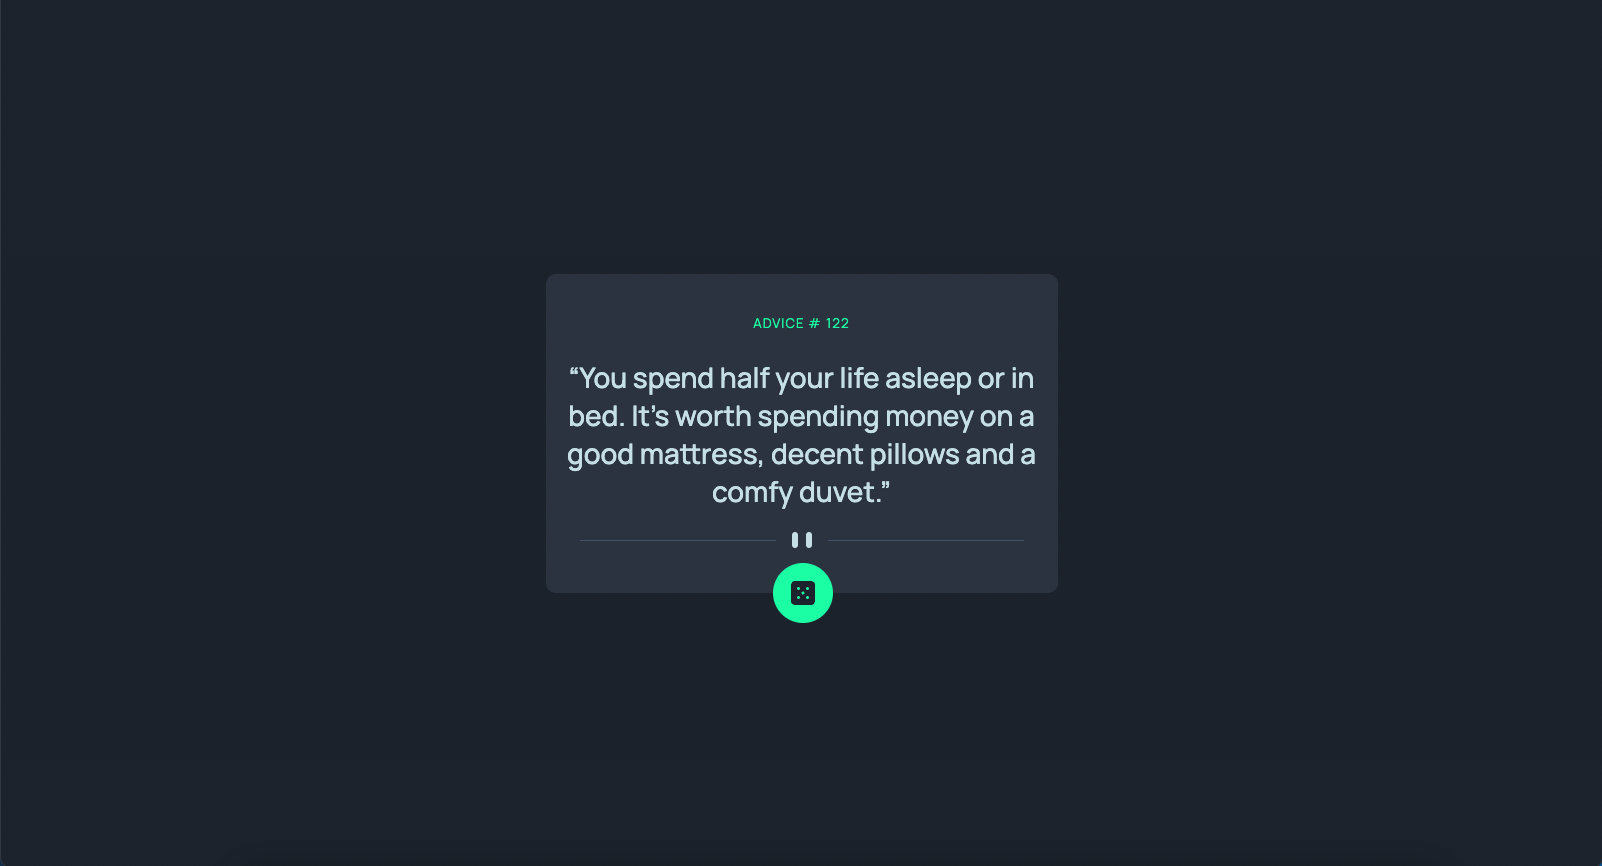 ADVICE # 122
“You spend half your life asleep or in
bed. It’s worth spending money on a
good mattress, decent pillows and a
comfy duvet.”